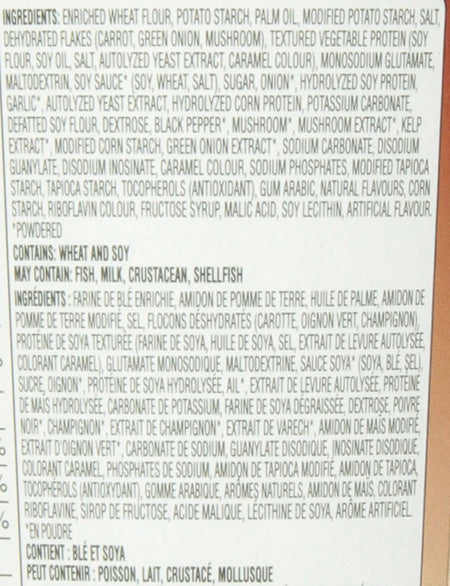 INGREDIENTS: ENRICHED WHEAT FLOUR, POTATO STARCH, PALM OIL, MODIFIED POTATO STARCH, SALT,
DEHYDRATED FLAKES (CARROT, GREEN ONION, MUSHROOM), TEXTURED VEGETABLE PROTEIN (SOY
FLOUR, SOY OIL, SALT, AUTOLYZED YEAST EXTRACT, CARAMEL COLOUR), MONOSODIUM GLUTAMATE,
MALTODEXTRIN, SOY SAUCE* (SOY, WHEAT, SALT), SUGAR, ONION*, HYDROLYZED SOY PROTEIN,
GARLIC*, AUTOLYZED YEAST EXTRACT, HYDROLYZED CORN PROTEIN, POTASSIUM CARBONATE,
DEFATTED SOY FLOUR, DEXTROSE, BLACK PEPPER*, MUSHROOM*, MUSHROOM EXTRACT*, KELP
EXTRACT*, MODIFIED CORN STARCH, GREEN ONION EXTRACT*, SODIUM CARBONATE, DISODIUM
GUANYLATE, DISODIUM INOSINATE, CARAMEL COLOUR, SODIUM PHOSPHATES, MODIFIED TAPIOCA
STARCH, TAPIOCA STARCH, TOCOPHEROLS (ANTIOXIDANT), GUM ARABIC, NATURAL FLAVOURS, CORN
STARCH, RIBOFLAVIN COLOUR, FRUCTOSE SYRUP, MALIC ACID, SOY LECITHIN, ARTIFICIAL FLAVOUR.
*POWDERED
CONTAINS: WHEAT AND SOY
MAY CONTAIN: FISH, MILK, CRUSTACEAN, SHELLFISH
INGRÉDIENTS : FARINE DE BLÉ ENRICHIE, AMIDON DE POMME DE TERRE, HUILE DE PALME, AMIDON DE
POMME DE TERRE MODIFIÉ, SEL, FLOCONS DÉSHYDRATÉS (CAROTTE, OIGNON VERT, CHAMPIGNON),
PROTÉINE DE SOYA TEXTURÉE (FARINE DE SOYA, HUILE DE SOYA, SEL, EXTRAIT DE LEVURE AUTOLYSÉE,
COLORANT CARAMEL), GLUTAMATE MONOSODIQUE, MALTODEXTRINE, SAUCE SOYA* (SOYA, BLÉ, SEL),
SUCRE, OIGNON*, PROTÉINE DE SOYA HYDROLYSÉE, AIL*, EXTRAIT DE LEVURE AUTOLYSÉE, PROTÉINE
DE MAÏS HYDROLYSÉE, CARBONATE DE POTASSIUM, FARINE DE SOYA DÉGRAISSÉE, DEXTROSE, POIVRE
NOIR*, CHAMPIGNON*, EXTRAIT DE CHAMPIGNON*, EXTRAIT DE VARECH*, AMIDON DE MAÏS MODIFIÉ,
EXTRAIT D'OIGNON VERT*, CARBONATE DE SODIUM, GUANYLATE DISODIQUE, INOSINATE DISODIQUE,
COLORANT CARAMEL, PHOSPHATES DE SODIUM, AMIDON DE TAPIOCA MODIFIÉ, AMIDON DE TAPIOCA,
TOCOPHÉROLS (ANTIOXYDANT), GOMME ARABIQUE, ARÔMES NATURELS, AMIDON DE MAÏS, COLORANT
RIBOFLAVINE, SIROP DE FRUCTOSE, ACIDE MALIQUE, LÉCITHINE DE SOYA, ARÔME ARTIFICIEL.
*EN POUDRE
CONTIENT : BLÉ ET SOYA
PEUT CONTENIR : POISSON, LAIT, CRUSTACÉ, MOLLUSQUE